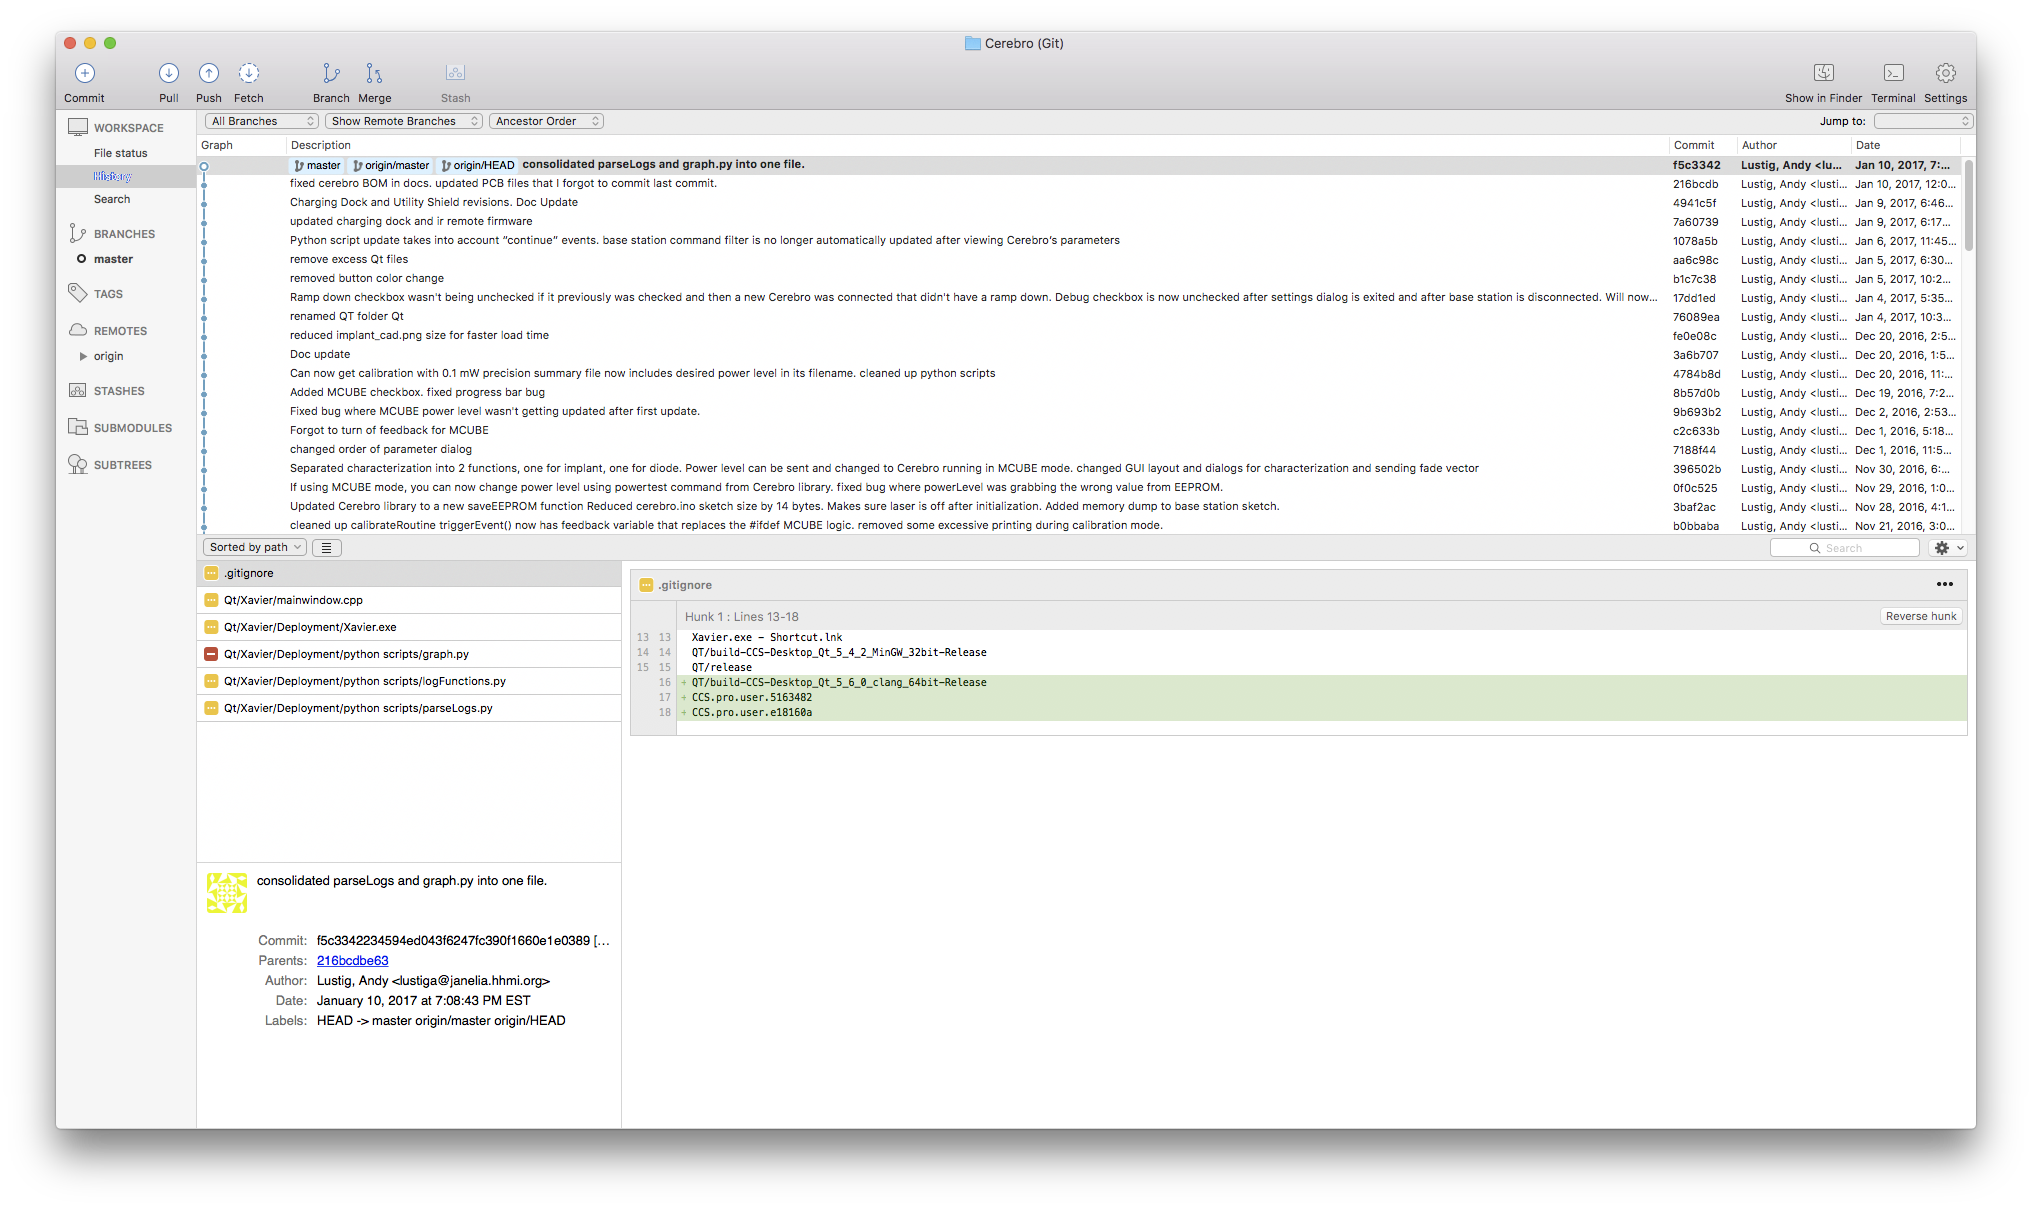 Cerebro (Git)
Commit Pull Push Fetch Branch Merge Stash Show in Finder Terminal Settings
WORKSPACE
File status
History
Search
BRANCHES
master
TAGS
REMOTES
origin
STASHES
SUBMODULES
SUBTREES
All Branches Show Remote Branches Ancestor Order Jump to:
Graph Description Commit Author Date
master origin/master origin/HEAD consolidated parseLogs and graph.py into one file. f5c3342 Lustig, Andy <lu... Jan 10, 2017, 7:...
fixed cerebro BOM in docs. updated PCB files that I forgot to commit last commit. 216bcdb Lustig, Andy <lusti... Jan 10, 2017, 12:0...
Charging Dock and Utility Shield revisions. Doc Update 4941c5f Lustig, Andy <lusti... Jan 9, 2017, 6:46...
updated charging dock and ir remote firmware 7a60739 Lustig, Andy <lusti... Jan 9, 2017, 6:17...
Python script update takes into account “continue” events. base station command filter is no longer automatically updated after viewing Cerebro's parameters 1078a5b Lustig, Andy <lusti... Jan 6, 2017, 11:45...
remove excess Qt files aa6c98c Lustig, Andy <lusti... Jan 5, 2017, 6:30...
removed button color change b1c7c38 Lustig, Andy <lusti... Jan 5, 2017, 10:2...
Ramp down checkbox wasn't being unchecked if it previously was checked and then a new Cerebro was connected that didn't have a ramp down. Debug checkbox is now unchecked after settings dialog is exited and after base station is disconnected. Will now... 17dd1ed Lustig, Andy <lusti... Jan 4, 2017, 5:35...
renamed QT folder Qt 76089ea Lustig, Andy <lusti... Jan 4, 2017, 10:3...
reduced implant_cad.png size for faster load time fe0e08c Lustig, Andy <lusti... Dec 20, 2016, 2:5...
Doc update 3a6b707 Lustig, Andy <lusti... Dec 20, 2016, 1:5...
Can now get calibration with 0.1 mW precision summary file now includes desired power level in its filename. cleaned up python scripts 4784b8d Lustig, Andy <lusti... Dec 20, 2016, 11:...
Added MCUBE checkbox. fixed progress bar bug 8b57d0b Lustig, Andy <lusti... Dec 19, 2016, 7:2...
Fixed bug where MCUBE power level wasn't getting updated after first update. 9b693b2 Lustig, Andy <lusti... Dec 2, 2016, 2:53...
Forgot to turn of feedback for MCUBE c2c633b Lustig, Andy <lusti... Dec 1, 2016, 5:18...
changed order of parameter dialog 7188f44 Lustig, Andy <lusti... Dec 1, 2016, 11:5...
Separated characterization into 2 functions, one for implant, one for diode. Power level can be sent and changed to Cerebro running in MCUBE mode. changed GUI layout and dialogs for characterization and sending fade vector 396502b Lustig, Andy <lusti... Nov 30, 2016, 6:...
If using MCUBE mode, you can now change power level using powertest command from Cerebro library. fixed bug where powerLevel was grabbing the wrong value from EEPROM. 0f0c525 Lustig, Andy <lusti... Nov 29, 2016, 1:0...
Updated Cerebro library to a new saveEEPROM function Reduced cerebro.ino sketch size by 14 bytes. Makes sure laser is off after initialization. Added memory dump to base station sketch. 3baf2ac Lustig, Andy <lusti... Nov 28, 2016, 4:1...
cleaned up calibrateRoutine triggerEvent() now has feedback variable that replaces the #ifdef MCUBE logic. removed some excessive printing during calibration mode. b0bbaba Lustig, Andy <lusti... Nov 21, 2016, 3:0...
Sorted by path Search
.gitignore
Qt/Xavier/mainwindow.cpp
Qt/Xavier/Deployment/Xavier.exe
Qt/Xavier/Deployment/python scripts/graph.py
Qt/Xavier/Deployment/python scripts/logFunctions.py
Qt/Xavier/Deployment/python scripts/parseLogs.py
consolidated parseLogs and graph.py into one file.
Commit: f5c3342234594ed043f6247fc390f1660e1e0389 [...
Parents: 216bcdbe63
Author: Lustig, Andy <lustiga@janelia.hhmi.org>
Date: January 10, 2017 at 7:08:43 PM EST
Labels: HEAD -> master origin/master origin/HEAD
.gitignore
Hunk 1 : Lines 13-18 Reverse hunk
13 13 Xavier.exe - Shortcut.lnk
14 14 QT/build-CCS-Desktop_Qt_5_4_2_MinGW_32bit-Release
15 15 QT/release
16 + QT/build-CCS-Desktop_Qt_5_6_0_clang_64bit-Release
17 + CCS.pro.user.5163482
18 + CCS.pro.user.e18160a